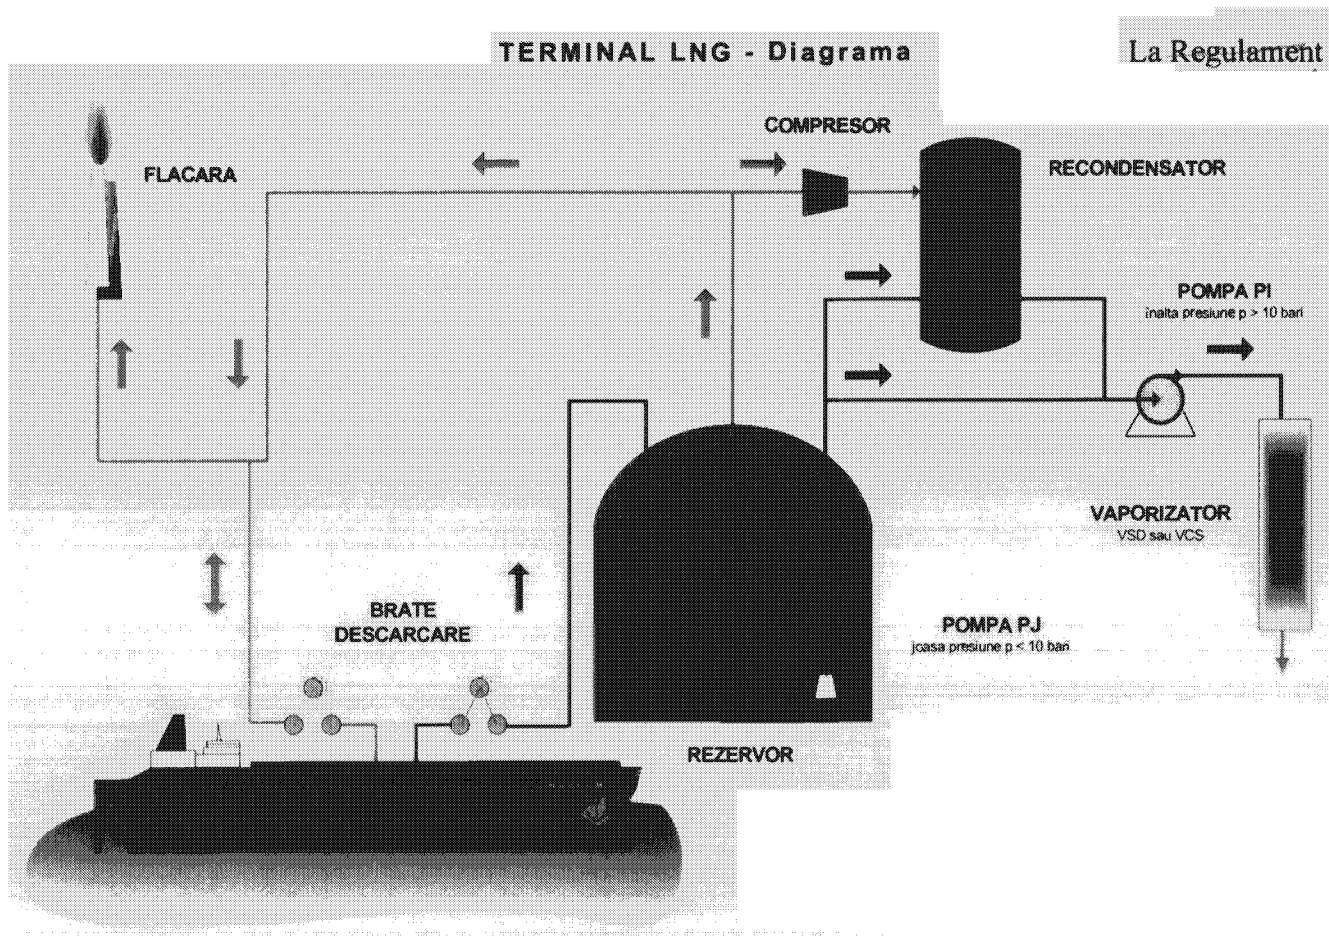 TERMINAL LNG - Diagrama
La Regulament
COMPRESOR
FLACARA
RECONDENSATOR
POMPA PI
inalta presiune p > 10 bari
VAPORIZATOR
VSD sau VCS
BRATE
DESCARCARE
POMPA PJ
joasa presiune p < 10 bari
REZERVOR